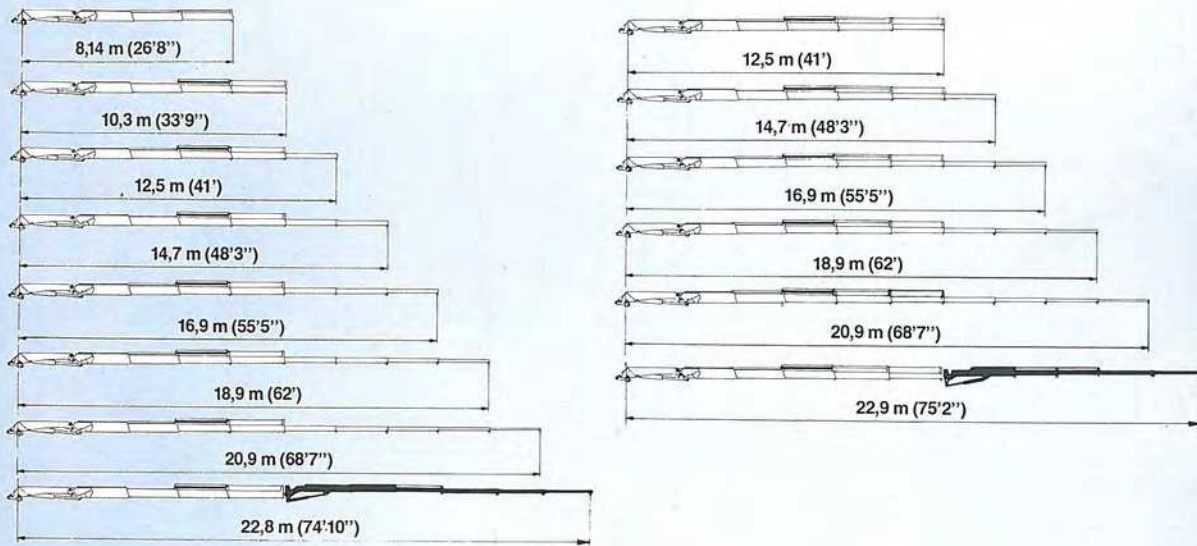 8,14 m (26'8'')
10,3 m (33'9'')
12,5 m (41')
14,7 m (48'3'')
16,9 m (55'5'')
18,9 m (62')
20,9 m (68'7'')
22,8 m (74'10'')
12,5 m (41')
14,7 m (48'3'')
16,9 m (55'5'')
18,9 m (62')
20,9 m (68'7'')
22,9 m (75'2'')